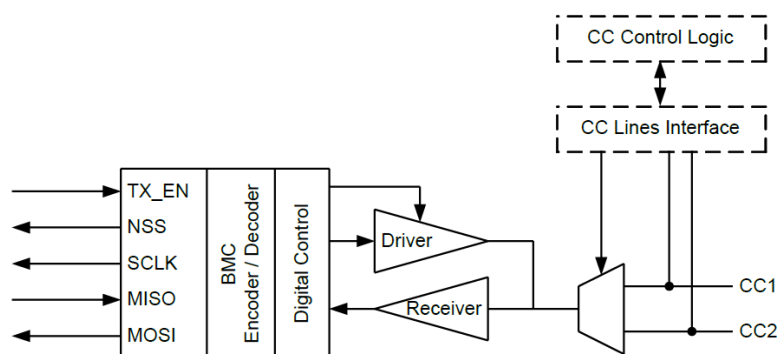 CC Control Logic
CC Lines Interface
TX_EN
NSS
SCLK
MISO
MOSI
BMC
Encoder / Decoder
Digital Control
Driver
Receiver
CC1
CC2